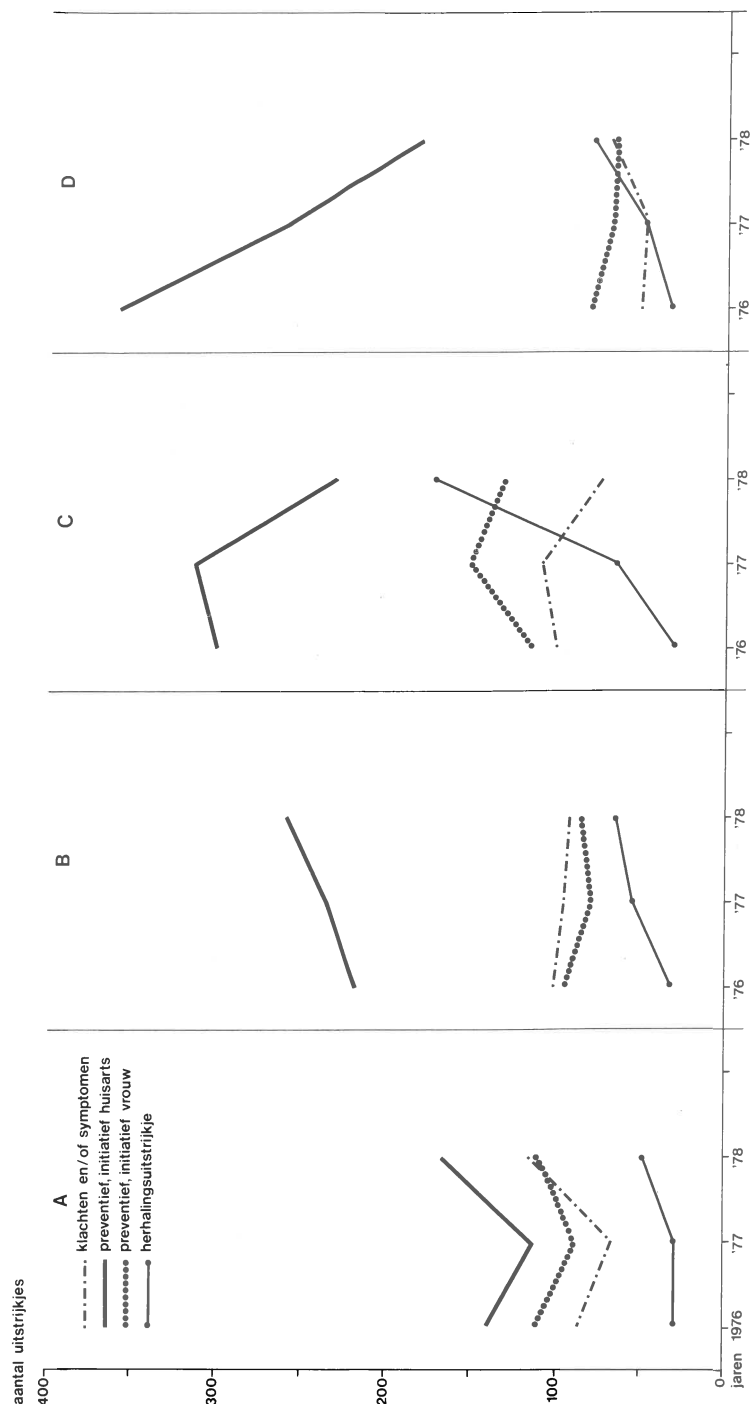 aantal uitstrijkjes
400
300
200
100
0
A
B
C
D
klachten en/of symptomen
preventief, initiatief huisarts
preventief, initiatief vrouw
herhalingsuitstrijkje
jaren 1976 '77 '78
'76 '77 '78
'76 '77 '78
'76 '77 '78